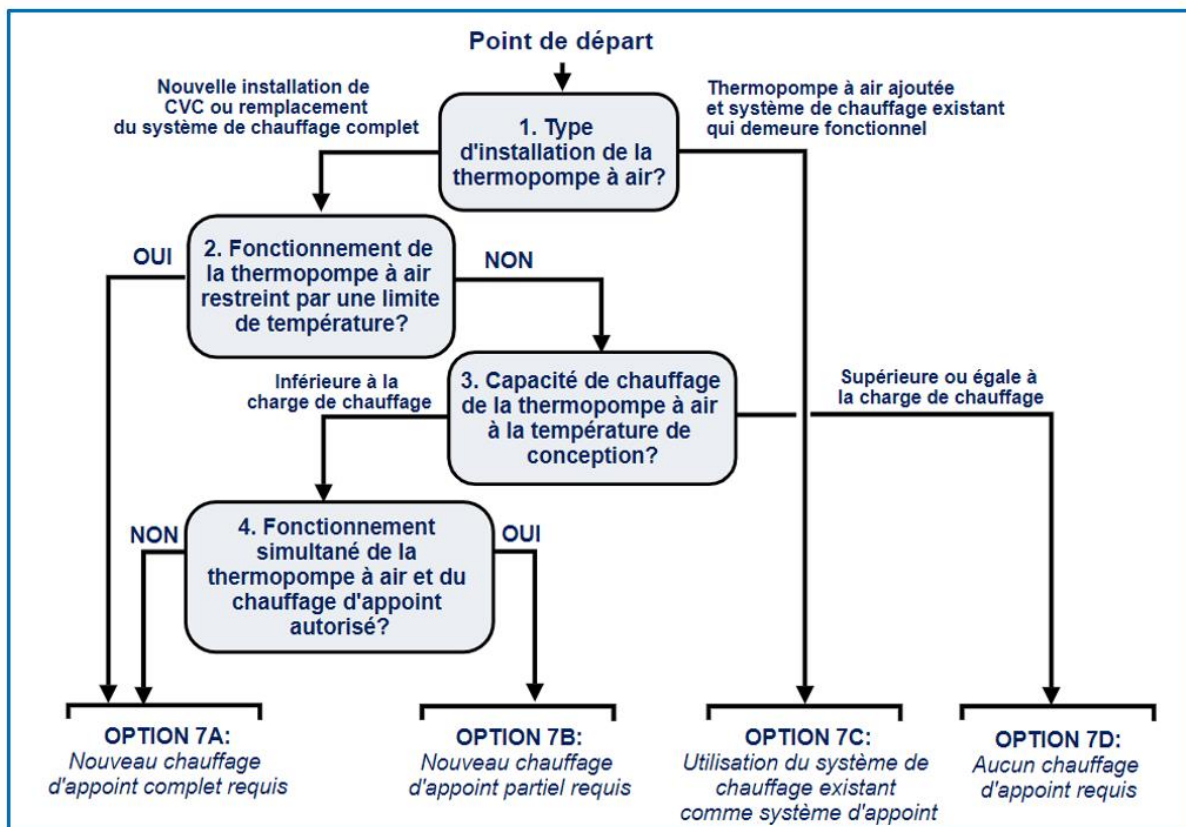 Point de départ
Nouvelle installation de
CVC ou remplacement
du système de chauffage complet
Thermopompe à air ajoutée
et système de chauffage existant
qui demeure fonctionnel
1. Type
d'installation de la
thermopompe à air?
OUI
2. Fonctionnement de
la thermopompe à air
restreint par une limite
de température?
NON
Inférieure à la
charge de chauffage
3. Capacité de chauffage
de la thermopompe à air
à la température de
conception?
Supérieure ou égale à
la charge de chauffage
NON
4. Fonctionnement
simultané de la
thermopompe à air et du
chauffage d'appoint
autorisé?
OUI
OPTION 7A:
Nouveau chauffage
d'appoint complet requis
OPTION 7B:
Nouveau chauffage
d'appoint partiel requis
OPTION 7C:
Utilisation du système de
chauffage existant
comme système d'appoint
OPTION 7D:
Aucun chauffage
d'appoint requis